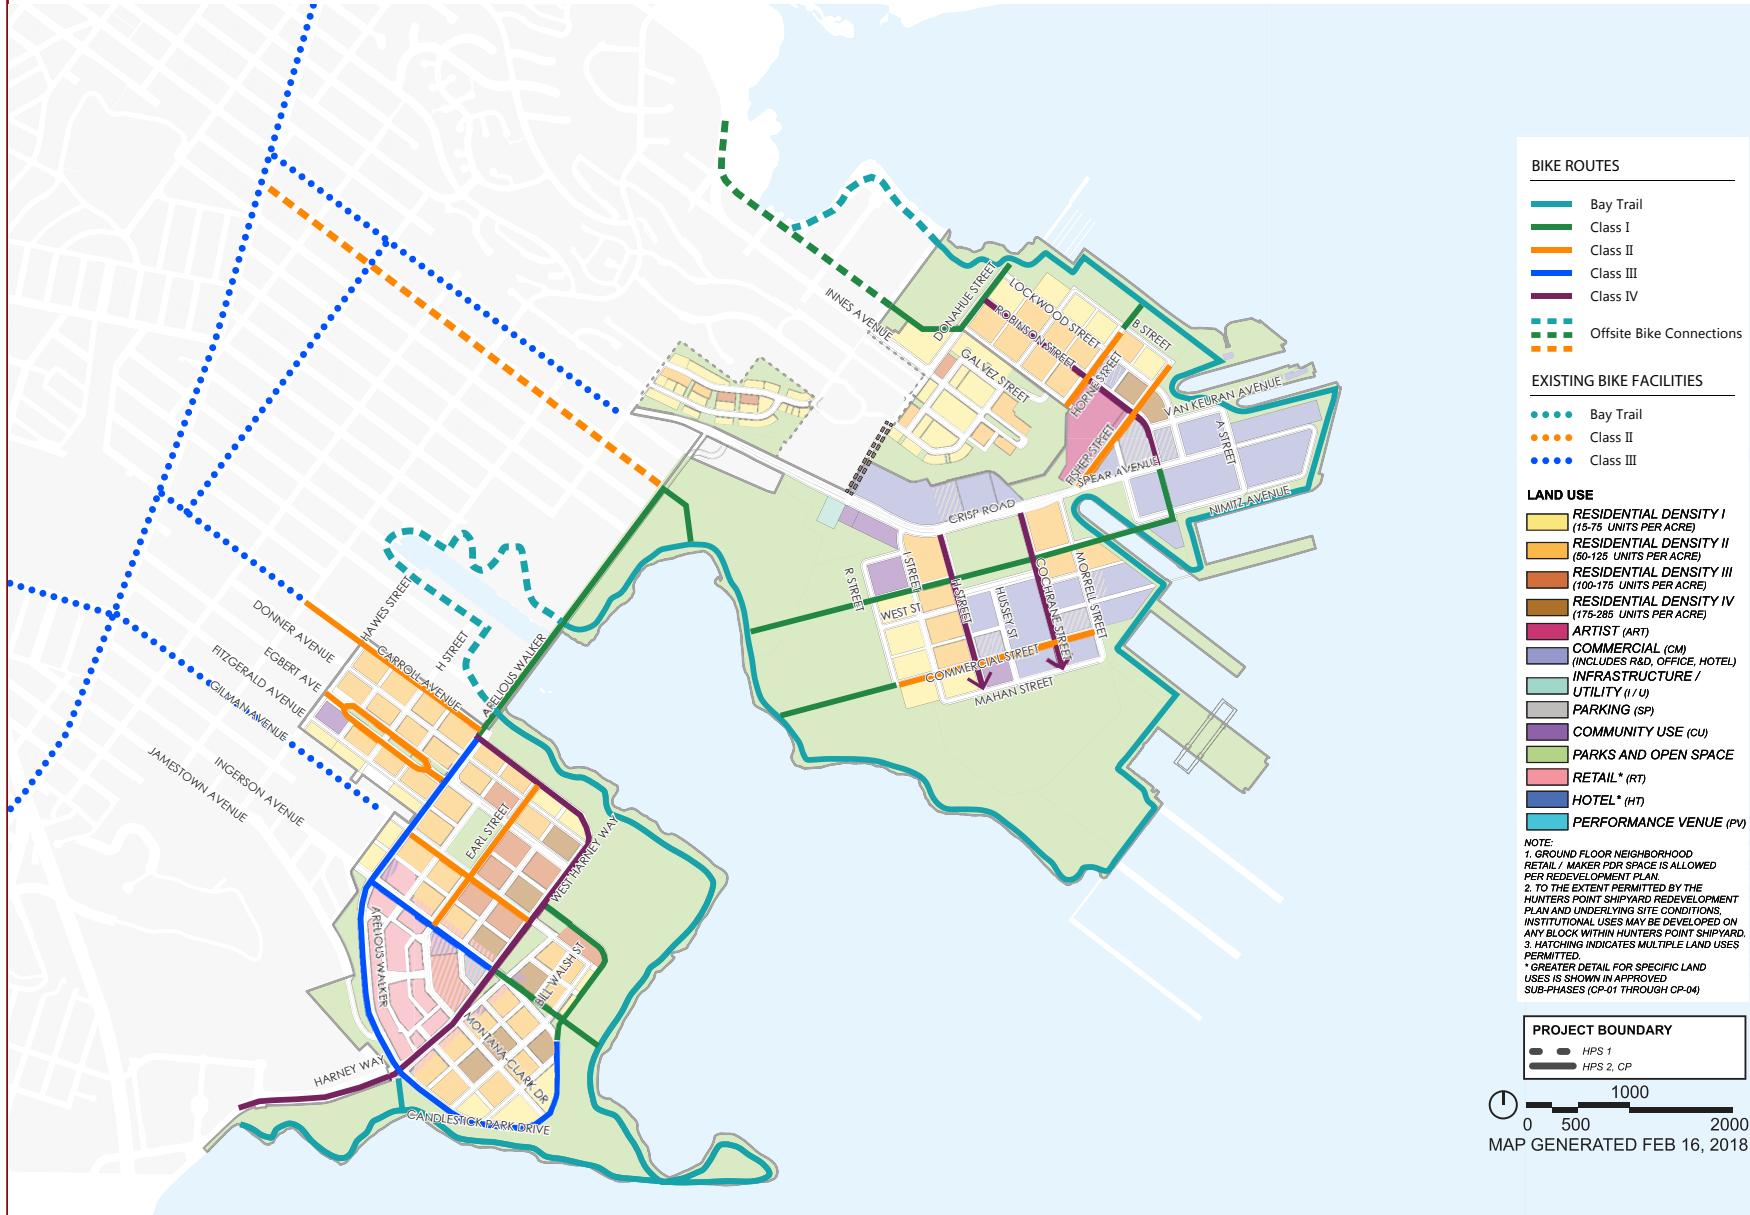 BIKE ROUTES
Bay Trail
Class I
Class II
Class III
Class IV
Offsite Bike Connections
EXISTING BIKE FACILITIES
Bay Trail
Class II
Class III
LAND USE
RESIDENTIAL DENSITY I
(15-75 UNITS PER ACRE)
RESIDENTIAL DENSITY II
(50-125 UNITS PER ACRE)
RESIDENTIAL DENSITY III
(100-175 UNITS PER ACRE)
RESIDENTIAL DENSITY IV
(175-285 UNITS PER ACRE)
ARTIST (ART)
COMMERCIAL (CM)
(INCLUDES R&D, OFFICE, HOTEL)
INFRASTRUCTURE /
UTILITY (I / U)
PARKING (SP)
COMMUNITY USE (CU)
PARKS AND OPEN SPACE
RETAIL* (RT)
HOTEL* (HT)
PERFORMANCE VENUE (PV)
NOTE:
1. GROUND FLOOR NEIGHBORHOOD
RETAIL / MAKER PDR SPACE IS ALLOWED
PER REDEVELOPMENT PLAN.
2. TO THE EXTENT PERMITTED BY THE
HUNTERS POINT SHIPYARD REDEVELOPMENT
PLAN AND UNDERLYING SITE CONDITIONS,
INSTITUTIONAL USES MAY BE DEVELOPED ON
ANY BLOCK WITHIN HUNTERS POINT SHIPYARD.
3. HATCHING INDICATES MULTIPLE LAND USES
PERMITTED.
* GREATER DETAIL FOR SPECIFIC LAND
USES IS SHOWN IN APPROVED
SUB-PHASES (CP-01 THROUGH CP-04)
PROJECT BOUNDARY
HPS 1
HPS 2, CP
1000
0 500 2000
MAP GENERATED FEB 16, 2018
INNES AVENUE
DONAHUE STREET
LOCKWOOD STREET
ROBINSON STREET
B STREET
GALVEZ STREET
HORNE STREET
FISHER STREET
VAN KEURAN AVENUE
A STREET
SPEAR AVENUE
NIMITZ AVENUE
CRISP ROAD
R STREET
I STREET
WEST ST
H STREET
HUSSEY ST
COCHRANE STREET
MORRELL STREET
COMMERCIAL STREET
MAHAN STREET
DONNER AVENUE
HAWES STREET
EGBERT AVE
FITZGERALD AVENUE
GILMAN AVENUE
CARROLL AVENUE
H STREET
ARELIOUS WALKER
JAMESTOWN AVENUE
INGERSON AVENUE
EARL STREET
WEST HARNEY WAY
ARELIOUS WALKER
BILL WALSH ST
MONTANA-CLARK DR
HARNEY WAY
CANDLESTICK PARK DRIVE